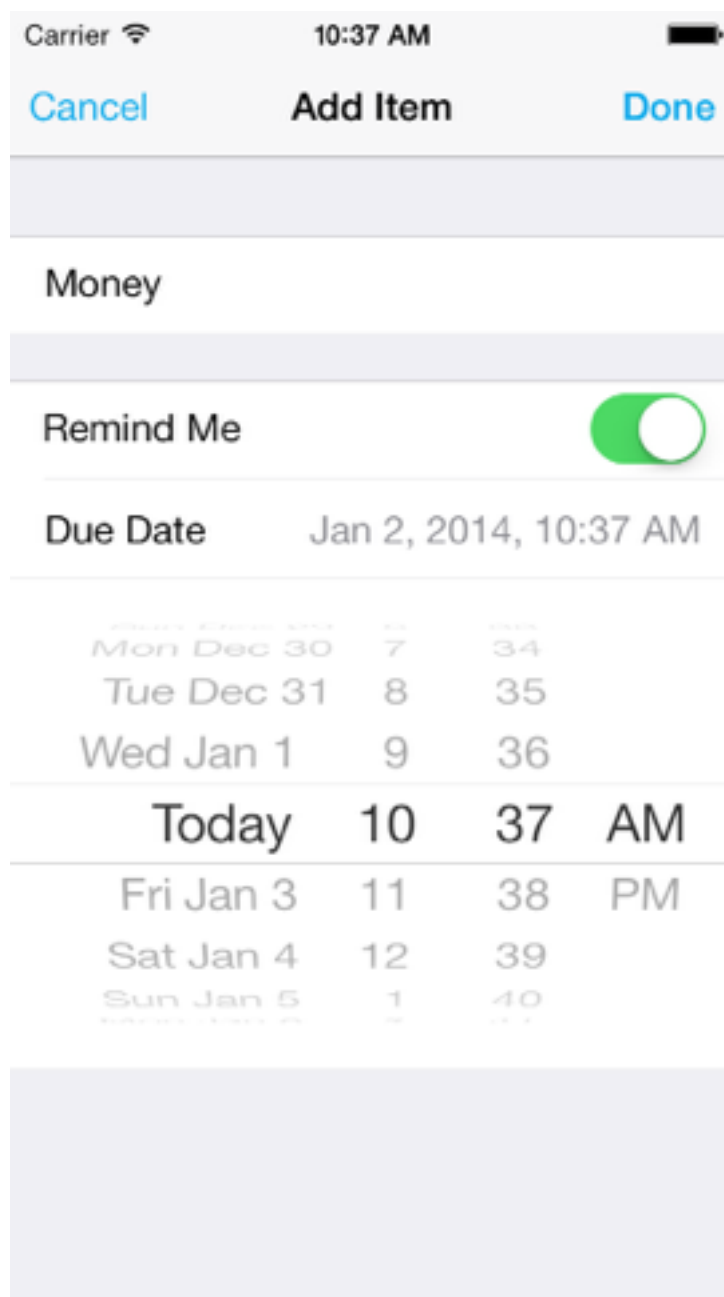 Carrier 10:37 AM
Cancel Add Item Done
Money
Remind Me
Due Date Jan 2, 2014, 10:37 AM
Mon Dec 30 7 34
Tue Dec 31 8 35
Wed Jan 1 9 36
Today 10 37 AM
Fri Jan 3 11 38 PM
Sat Jan 4 12 39
Sun Jan 5 1 40